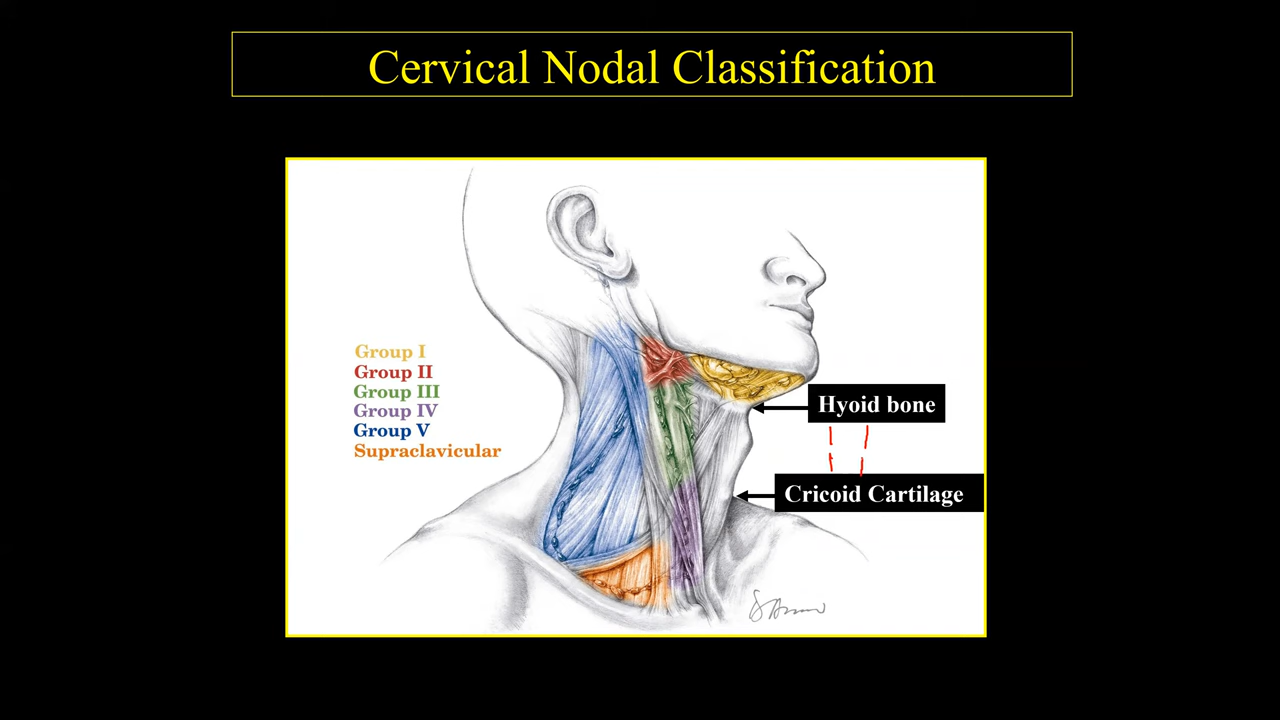 Cervical Nodal Classification
Group I
Group II
Group III
Group IV
Group V
Supraclavicular
Hyoid bone
Cricoid Cartilage